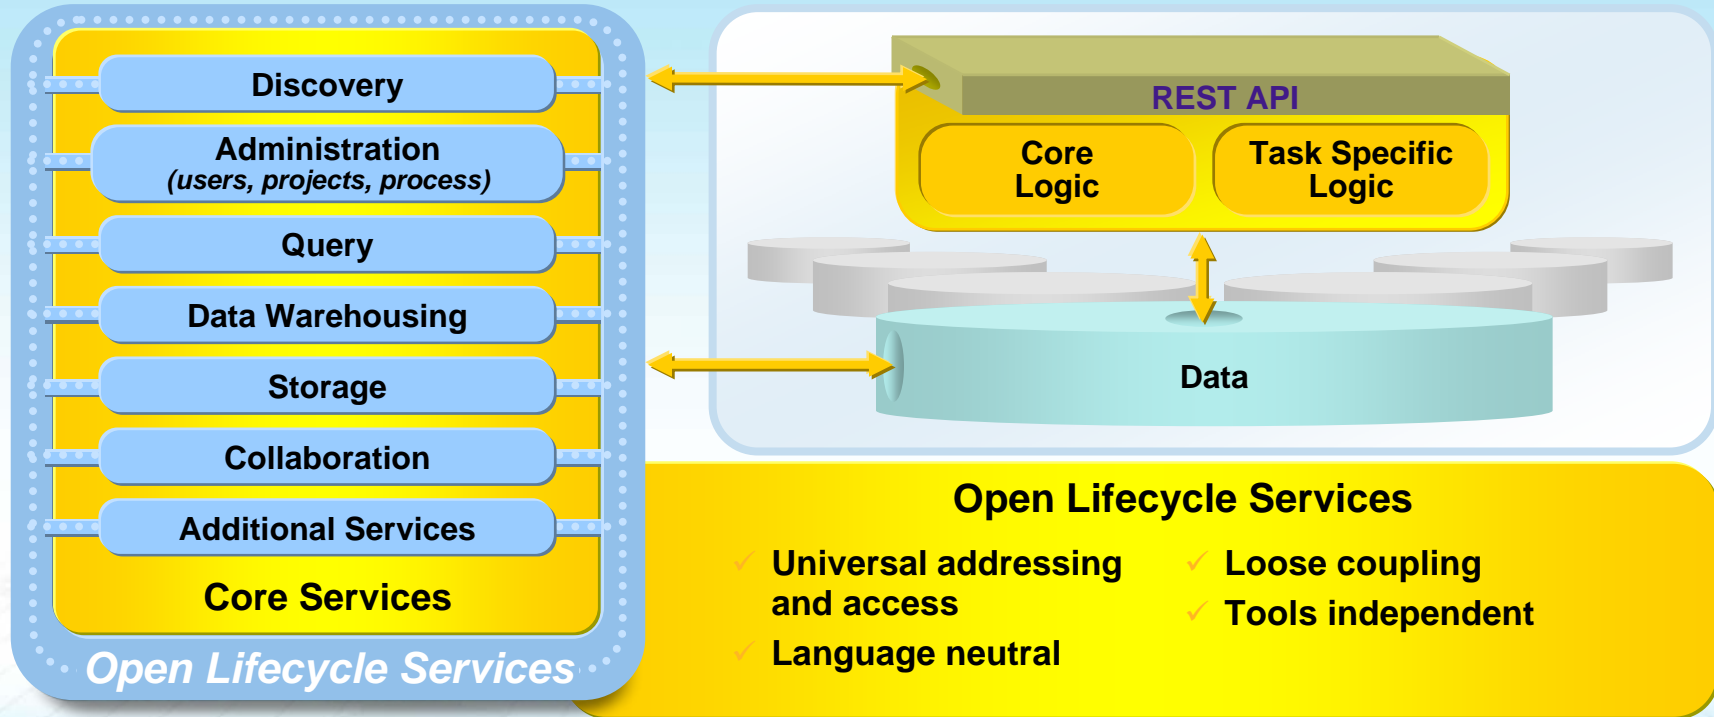 Discovery
Administration
(users, projects, process)
Query
Data Warehousing
Storage
Collaboration
Additional Services
Core Services
Open Lifecycle Services
REST API
Core
Logic
Task Specific
Logic
Data
Open Lifecycle Services
✓ Universal addressing
and access
✓ Language neutral
✓ Loose coupling
✓ Tools independent